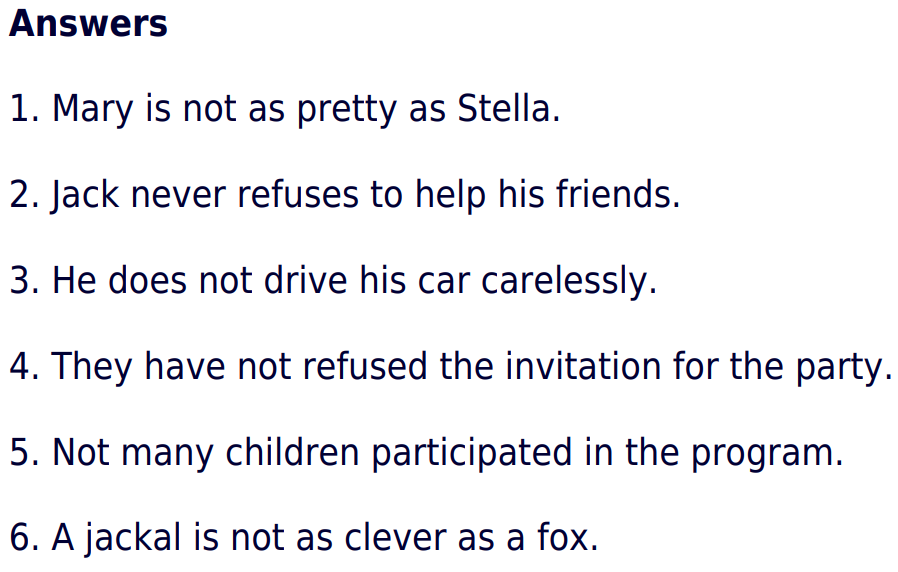 Answers
1. Mary is not as pretty as Stella.
2. Jack never refuses to help his friends.
3. He does not drive his car carelessly.
4. They have not refused the invitation for the party.
5. Not many children participated in the program.
6. A jackal is not as clever as a fox.